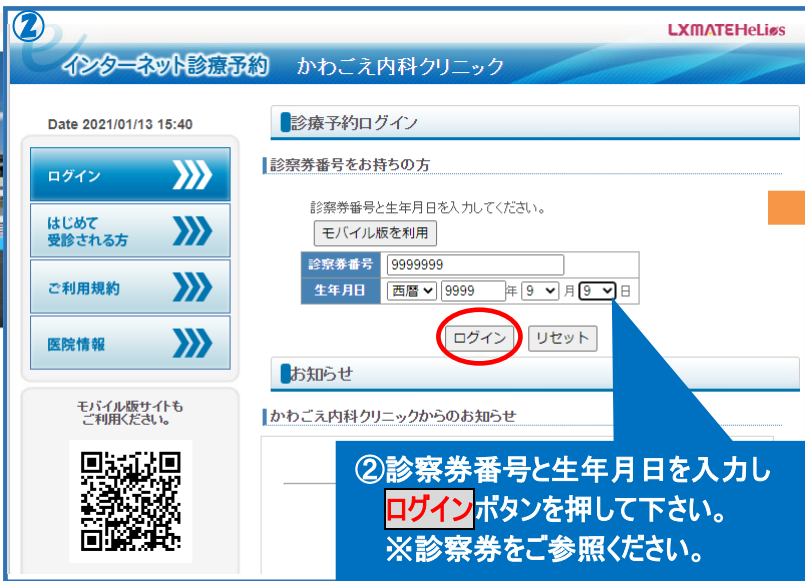 ②
LXMATEHeLiøs
インターネット診療予約 かわごえ内科クリニック
Date 2021/01/13 15:40
ログイン
はじめて
受診される方
ご利用規約
医院情報
モバイル版サイトも
ご利用ください。
診療予約ログイン
診察券番号をお持ちの方
診察券番号と生年月日を入力してください。
モバイル版を利用
診察券番号 9999999
生年月日 西暦 9999 年 9 月 9 日
ログイン リセット
お知らせ
かわごえ内科クリニックからのお知らせ
②診察券番号と生年月日を入力し
ログインボタンを押して下さい。
※診察券をご参照ください。